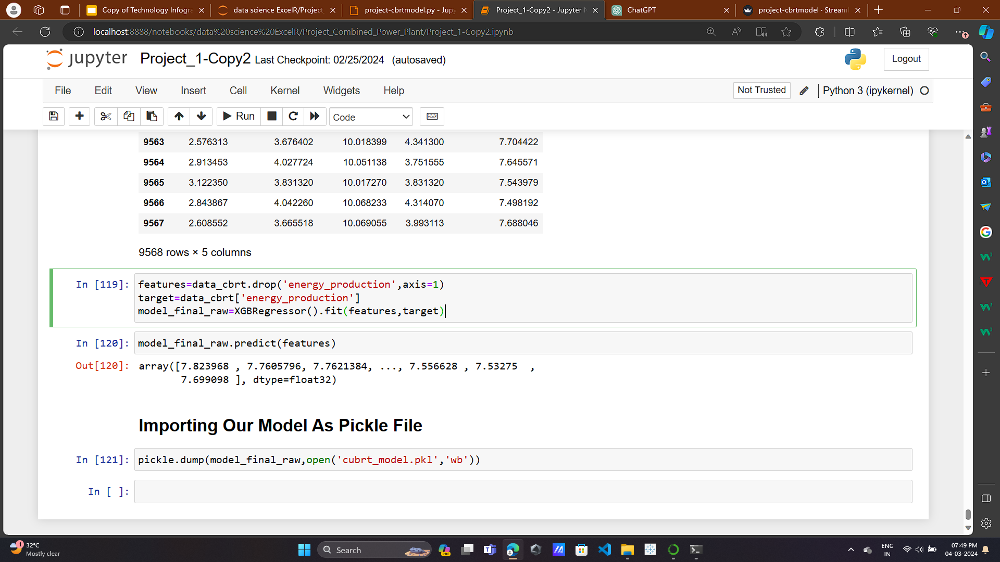 Copy of Technology Infogra
data science ExcelR/Project
project-cbrtmodel.py - Jupy
Project_1-Copy2 - Jupyter N
ChatGPT
project-cbrtmodel · Streaml
localhost:8888/notebooks/data%20science%20ExcelR/Project_Combined_Power_Plant/Project_1-Copy2.ipynb
jupyter Project_1-Copy2 Last Checkpoint: 02/25/2024 (autosaved)
Logout
File Edit View Insert Cell Kernel Widgets Help
Not Trusted
Python 3 (ipykernel)
Run
Code
9563 2.576313 3.676402 10.018399 4.341300 7.704422
9564 2.913453 4.027724 10.051138 3.751555 7.645571
9565 3.122350 3.831320 10.017270 3.831320 7.543979
9566 2.843867 4.042260 10.068233 4.314070 7.498192
9567 2.608552 3.665518 10.069055 3.993113 7.688046
9568 rows × 5 columns
In [119]: features=data_cbrt.drop('energy_production',axis=1)
target=data_cbrt['energy_production']
model_final_raw=XGBRegressor().fit(features,target)
In [120]: model_final_raw.predict(features)
Out[120]: array([7.823968 , 7.7605796, 7.7621384, ..., 7.556628 , 7.53275 ,
7.699098 ], dtype=float32)
Importing Our Model As Pickle File
In [121]: pickle.dump(model_final_raw,open('cubrt_model.pkl','wb'))
In [ ]:
1
32°C
Mostly clear
Search
PRE
ENG
IN
07:49 PM
04-03-2024